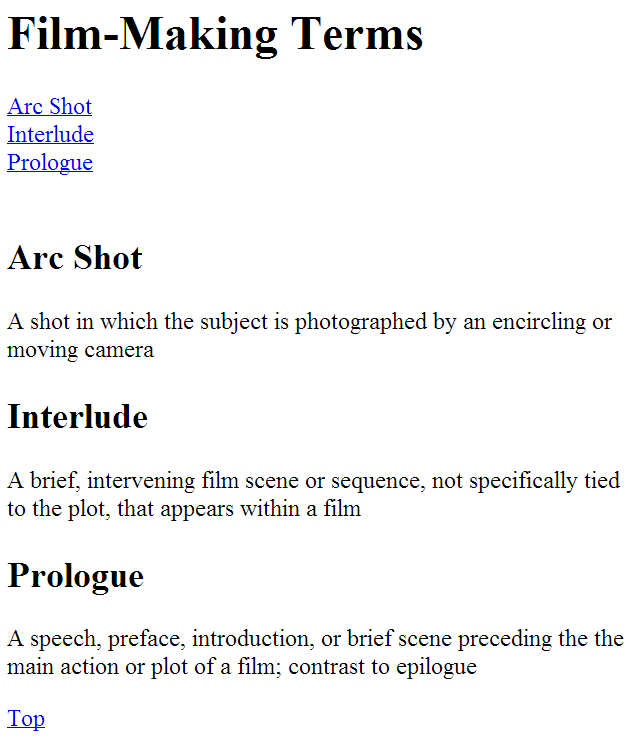 Film-Making Terms
Arc Shot
Interlude
Prologue
Arc Shot
A shot in which the subject is photographed by an encircling or
moving camera
Interlude
A brief, intervening film scene or sequence, not specifically tied
to the plot, that appears within a film
Prologue
A speech, preface, introduction, or brief scene preceding the the
main action or plot of a film; contrast to epilogue
Top